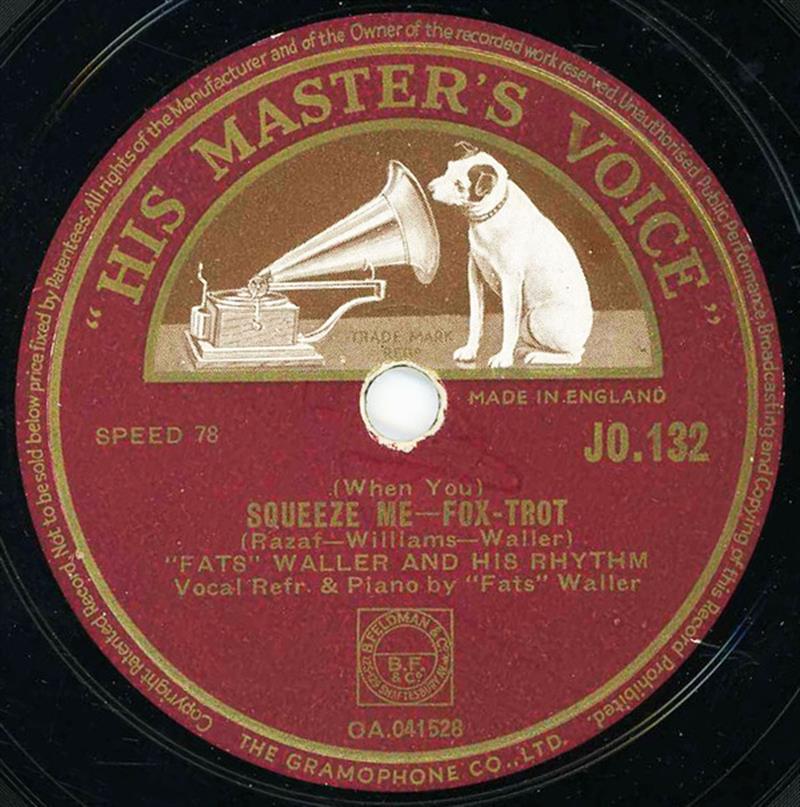 Copyright Patented Record. Not to be sold below price fixed by Patentees. All rights of the Manufacturer and of the Owner of the recorded work reserved. Unauthorised Public Performance, Broadcasting and Copying of this Record Prohibited.
"HIS MASTER'S VOICE"
TRADE MARK
MADE IN ENGLAND
SPEED 78
JO.132
(When You)
SQUEEZE ME—FOX-TROT
(Razaf—Williams—Waller)
"FATS" WALLER AND HIS RHYTHM
Vocal Refr. & Piano by "Fats" Waller
B. FELDMAN & Co
B.F. & Co
SHAFTESBURY AV.
OA.041528
THE GRAMOPHONE CO., LTD.